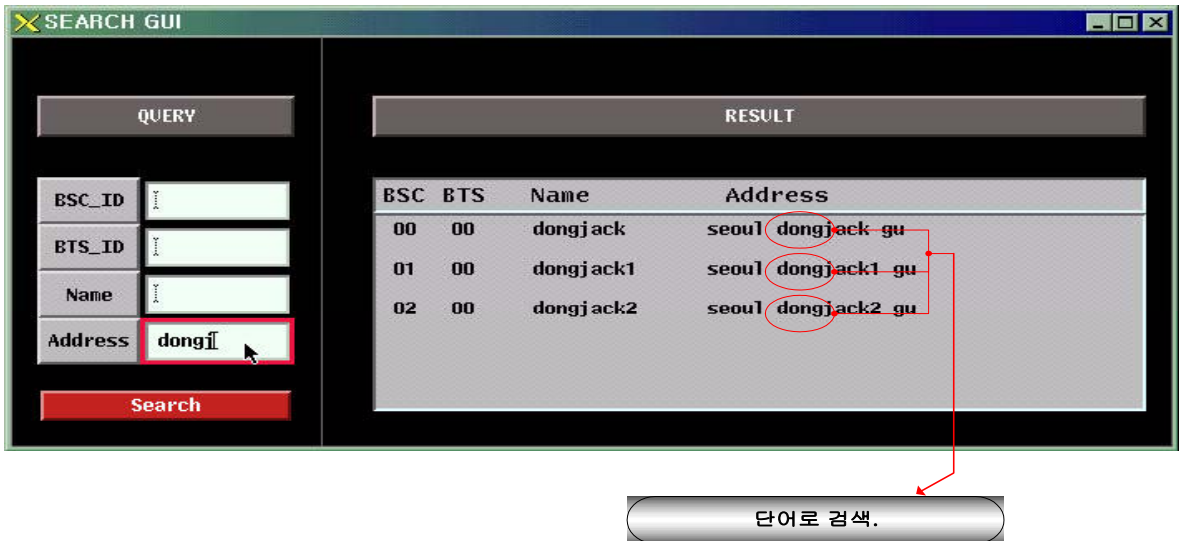 SEARCH GUI
QUERY
BSC_ID
BTS_ID
Name
Address dongj
Search
RESULT
BSC BTS Name Address
00 00 dongjack seoul dongjack gu
01 00 dongjack1 seoul dongjack1 gu
02 00 dongjack2 seoul dongjack2 gu
단어로 검색.